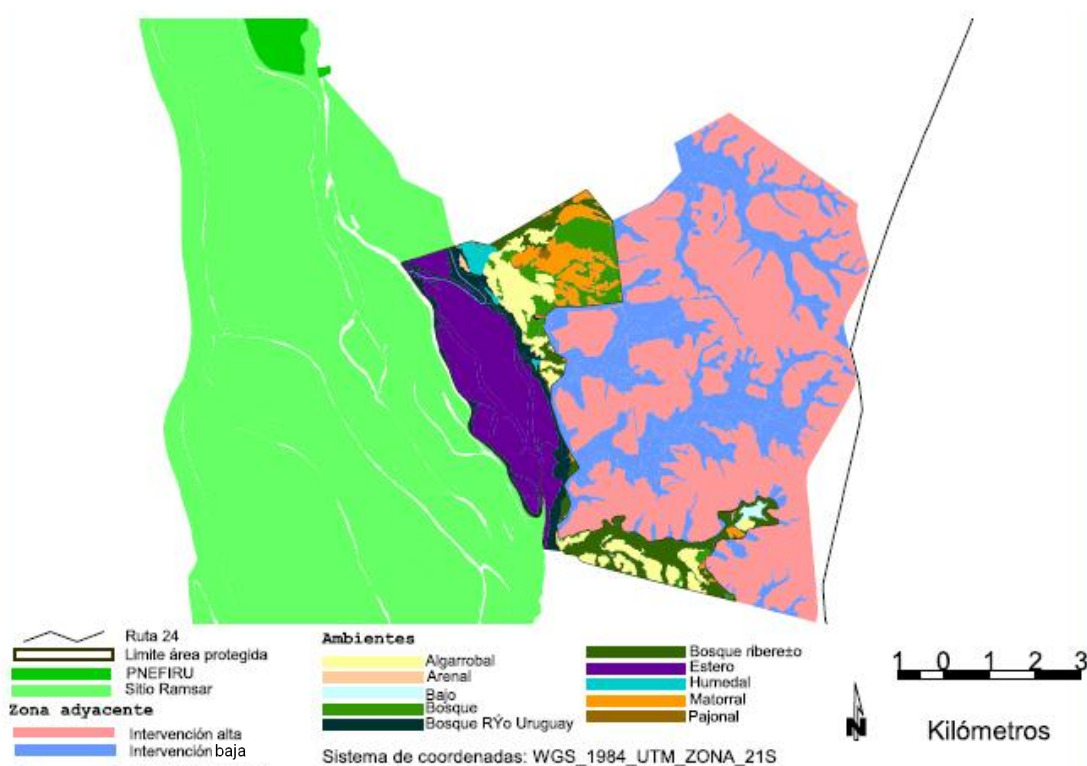 Ruta 24
Límite área protegida
PNEFIRU
Sitio Ramsar
Zona adyacente
Intervención alta
Intervención baja
Ambientes
Algarrobal
Arenal
Bajo
Bosque
Bosque RÝo Uruguay
Bosque ribere±o
Estero
Humedal
Matorral
Pajonal
Sistema de coordenadas: WGS_1984_UTM_ZONA_21S
1 0 1 2 3
N
Kilómetros